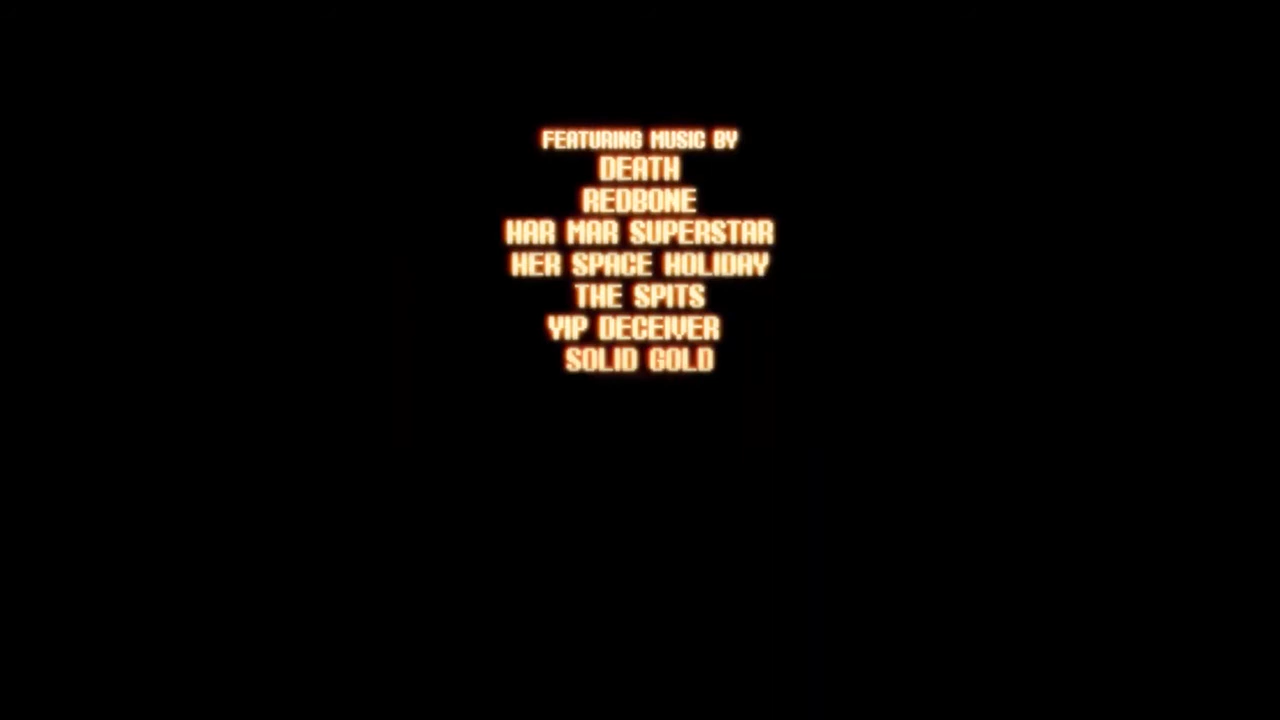 FEATURING MUSIC BY
DEATH
REDBONE
HAR MAR SUPERSTAR
HER SPACE HOLIDAY
THE SPITS
YIP DECEIVER
SOLID GOLD